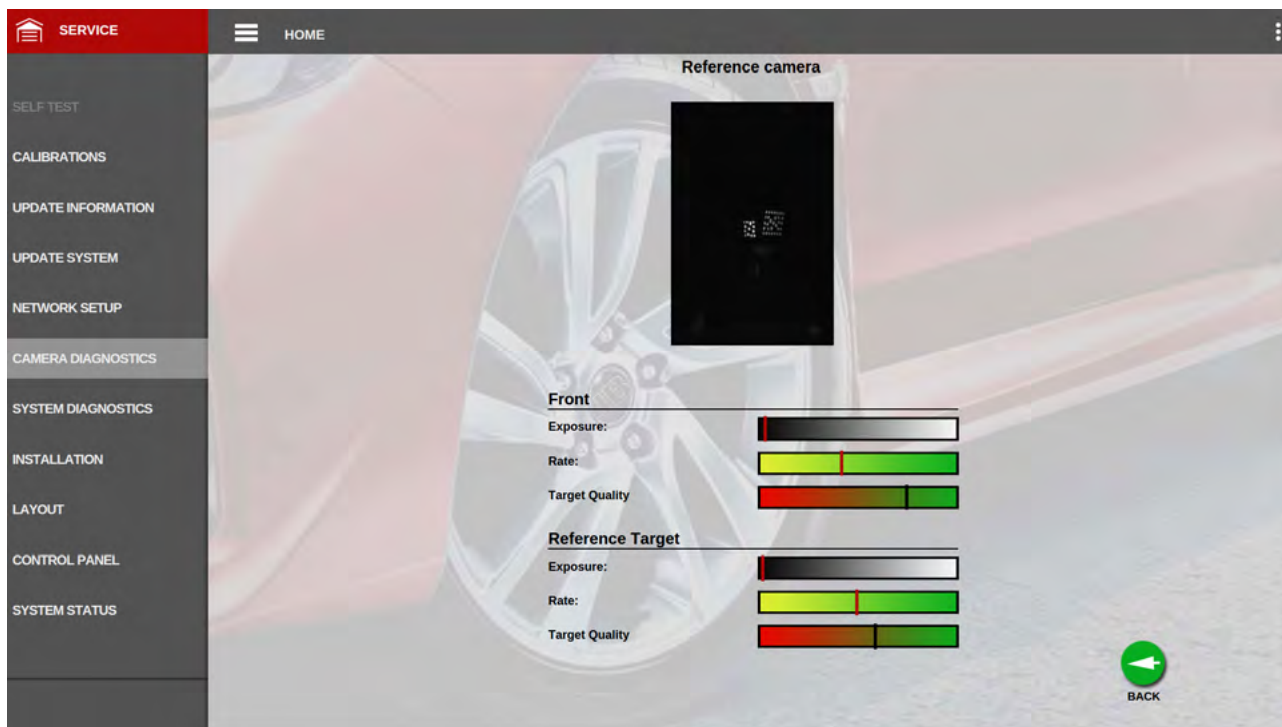 SERVICE
HOME
SELF TEST
CALIBRATIONS
UPDATE INFORMATION
UPDATE SYSTEM
NETWORK SETUP
CAMERA DIAGNOSTICS
SYSTEM DIAGNOSTICS
INSTALLATION
LAYOUT
CONTROL PANEL
SYSTEM STATUS
Reference camera
Front
Exposure:
Rate:
Target Quality
Reference Target
Exposure:
Rate:
Target Quality
BACK